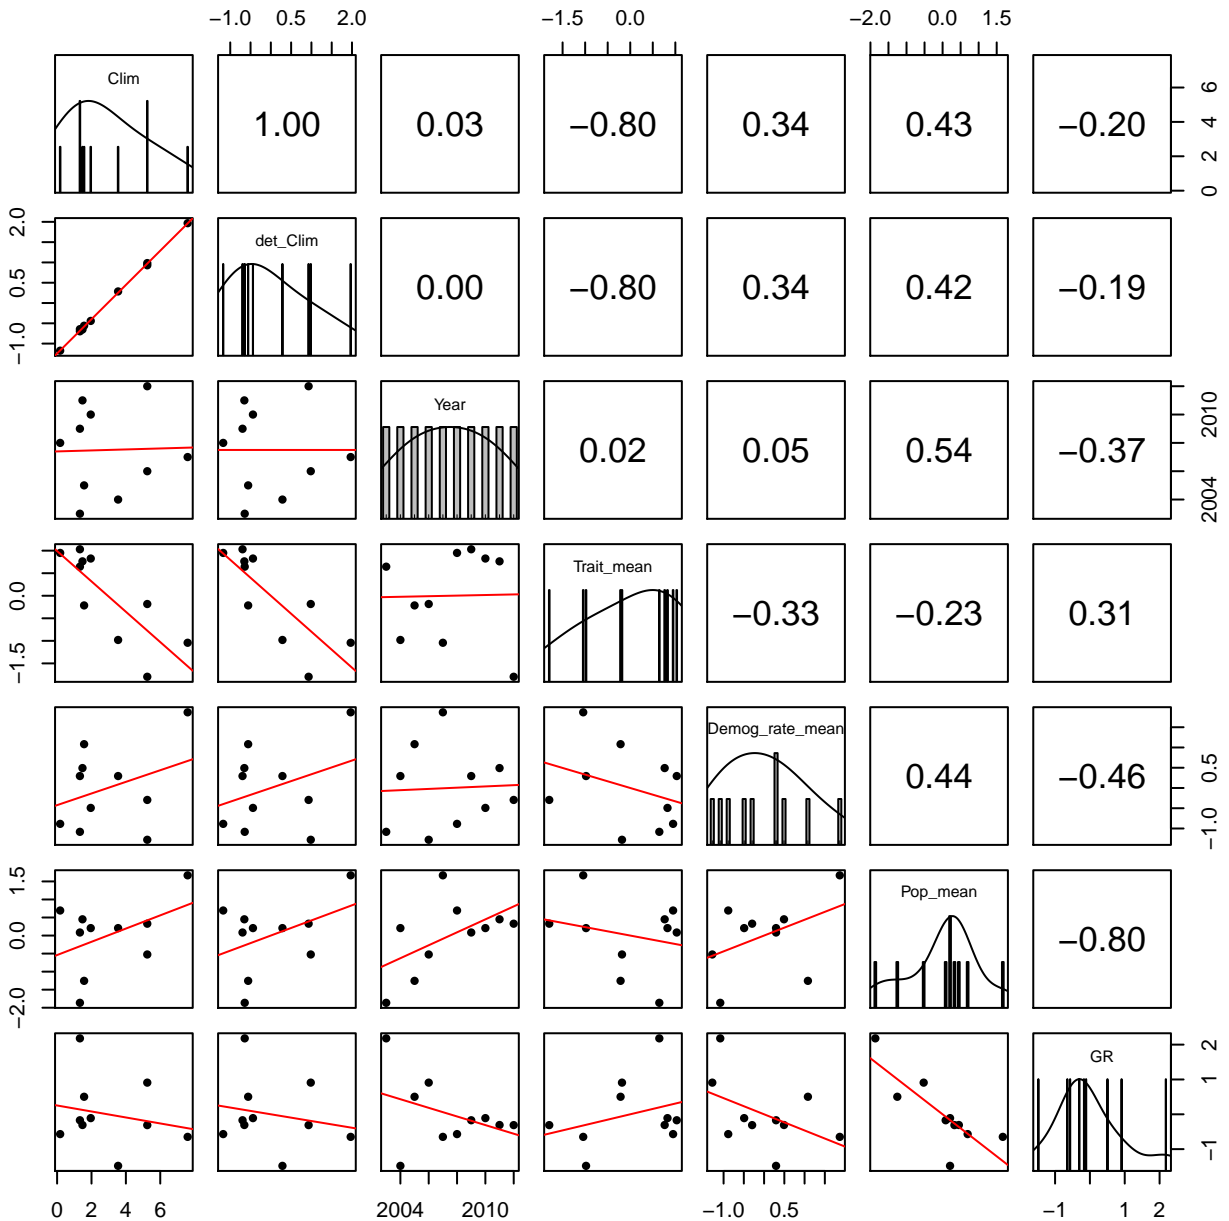 −1.0 0.5 2.0 −1.5 0.0 −2.0 0.0 1.5
Clim 1.00 0.03 −0.80 0.34 0.43 −0.20 0 2 4 6
−1.0 0.5 2.0 det_Clim 0.00 −0.80 0.34 0.42 −0.19
Year 0.02 0.05 0.54 −0.37 2004 2010
−1.5 0.0 Trait_mean −0.33 −0.23 0.31
Demog_rate_mean 0.44 −0.46 −1.0 0.5
−2.0 0.0 1.5 Pop_mean −0.80
GR −1 1 2
0 2 4 6 2004 2010 −1.0 0.5 −1 1 2